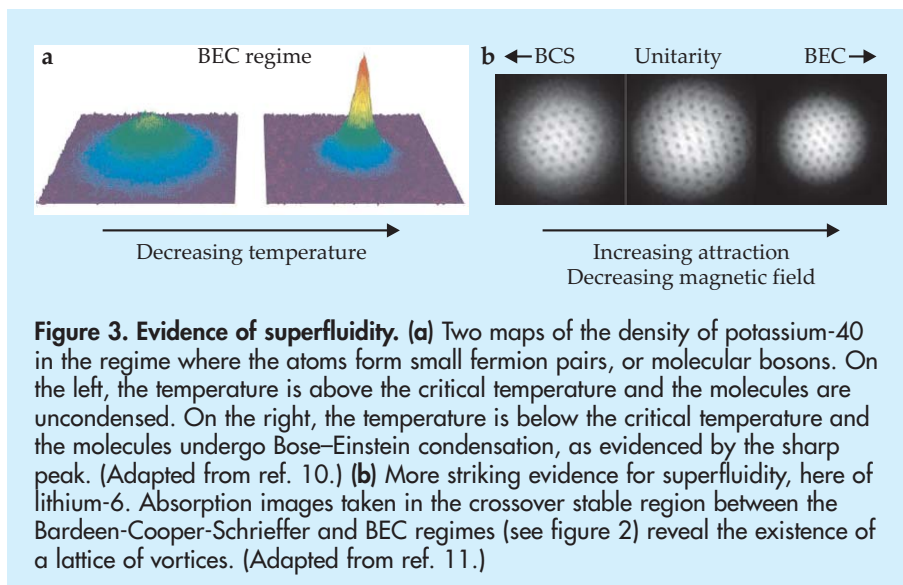 a BEC regime
b ←BCS Unitarity BEC→
Decreasing temperature
Increasing attraction
Decreasing magnetic field
Figure 3. Evidence of superfluidity. (a) Two maps of the density of potassium-40
in the regime where the atoms form small fermion pairs, or molecular bosons. On
the left, the temperature is above the critical temperature and the molecules are
uncondensed. On the right, the temperature is below the critical temperature and
the molecules undergo Bose–Einstein condensation, as evidenced by the sharp
peak. (Adapted from ref. 10.) (b) More striking evidence for superfluidity, here of
lithium-6. Absorption images taken in the crossover stable region between the
Bardeen-Cooper-Schrieffer and BEC regimes (see figure 2) reveal the existence of
a lattice of vortices. (Adapted from ref. 11.)